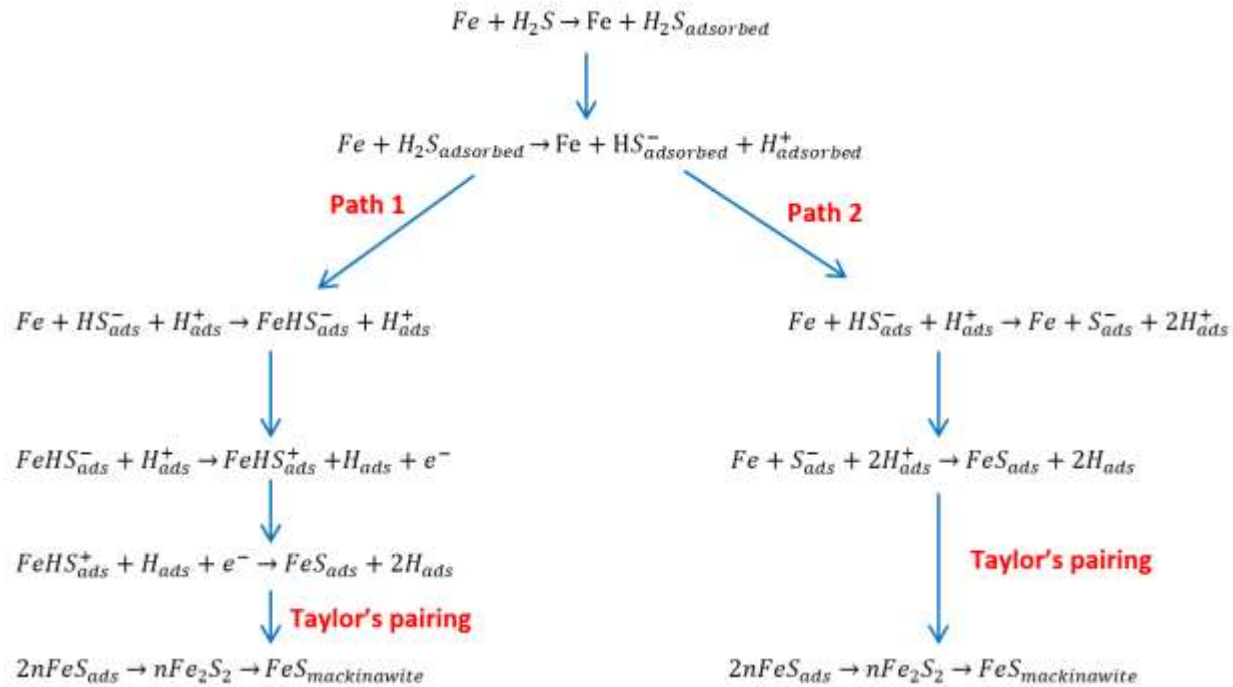 Fe + H₂S → Fe + H₂S_adsorbed
Fe + H₂S_adsorbed → Fe + HS⁻_adsorbed + H⁺_adsorbed
Path 1
Path 2
Fe + HS⁻_ads + H⁺_ads → FeHS⁻_ads + H⁺_ads
Fe + HS⁻_ads + H⁺_ads → Fe + S⁻_ads + 2H⁺_ads
FeHS⁻_ads + H⁺_ads → FeHS⁺_ads + H_ads + e⁻
Fe + S⁻_ads + 2H⁺_ads → FeS_ads + 2H_ads
FeHS⁺_ads + H_ads + e⁻ → FeS_ads + 2H_ads
Taylor's pairing
Taylor's pairing
2nFeS_ads → nFe₂S₂ → FeS_mackinawite
2nFeS_ads → nFe₂S₂ → FeS_mackinawite